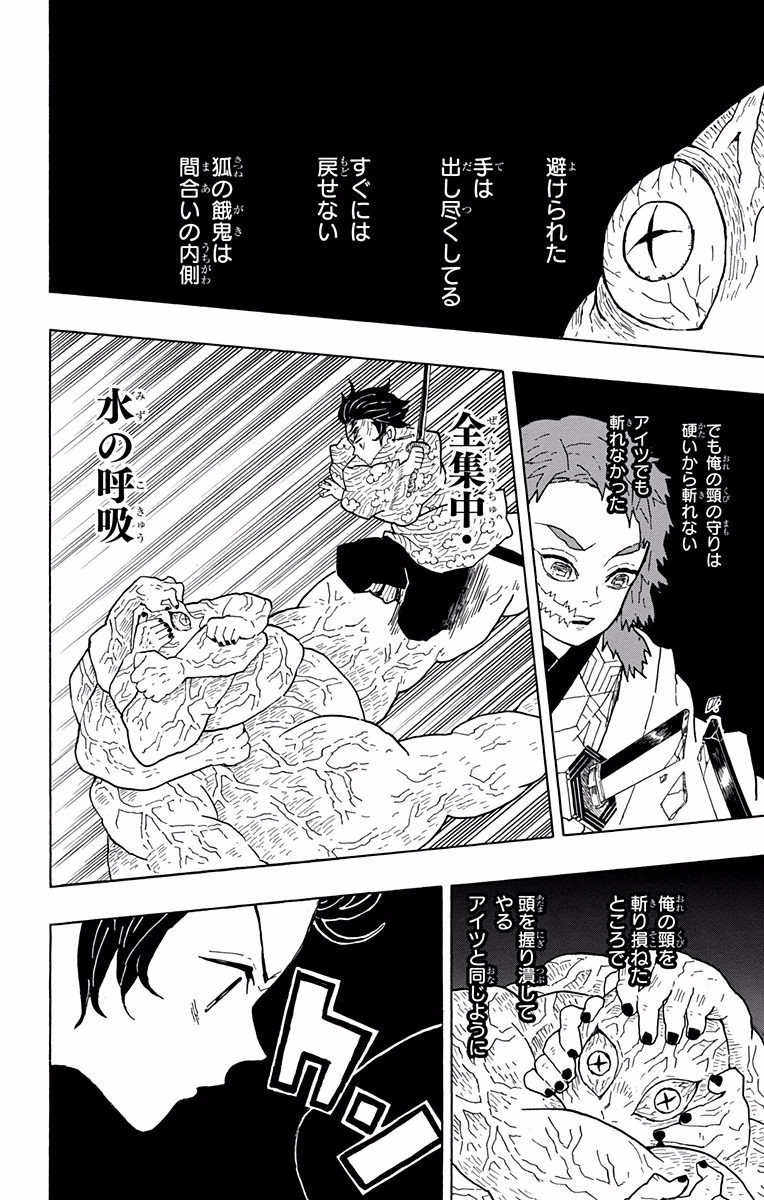 避けられた
手は
出し尽くしてる
すぐには
戻せない
狐の餓鬼は
間合いの内側
でも俺の頸の守りは
硬いから斬れない
アイツでも
斬れなかった
全集中・
水の呼吸
俺の頸を
斬り損ねた
ところで
頭を握り潰して
やる
アイツと同じように
クン